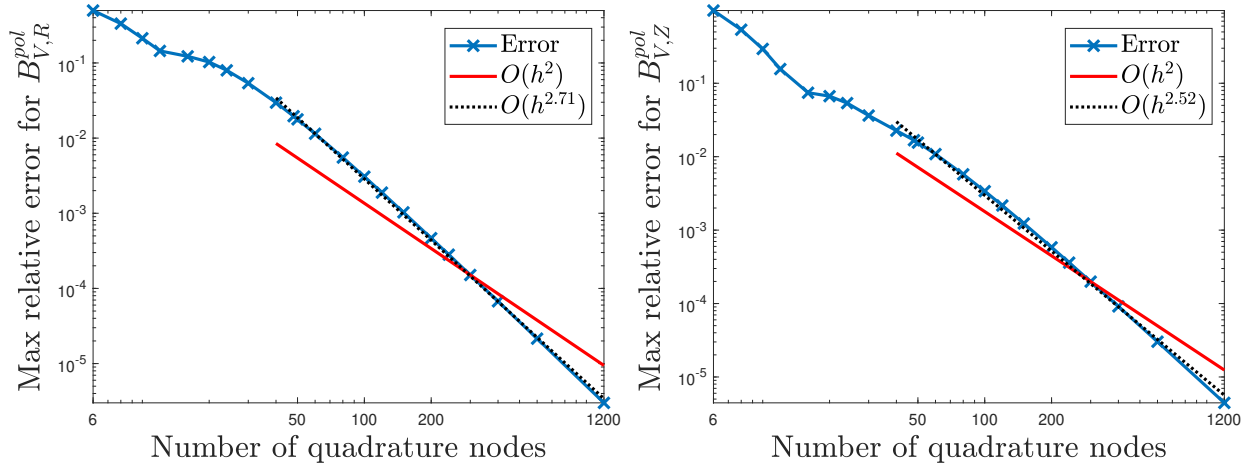 Max relative error for $B^{pol}_{V,R}$
10^{-1}
10^{-2}
10^{-3}
10^{-4}
10^{-5}
6 50 100 200 1200
Number of quadrature nodes
Error
$O(h^2)$
$O(h^{2.71})$
Max relative error for $B^{pol}_{V,Z}$
10^{-1}
10^{-2}
10^{-3}
10^{-4}
10^{-5}
6 50 100 200 1200
Number of quadrature nodes
Error
$O(h^2)$
$O(h^{2.52})$